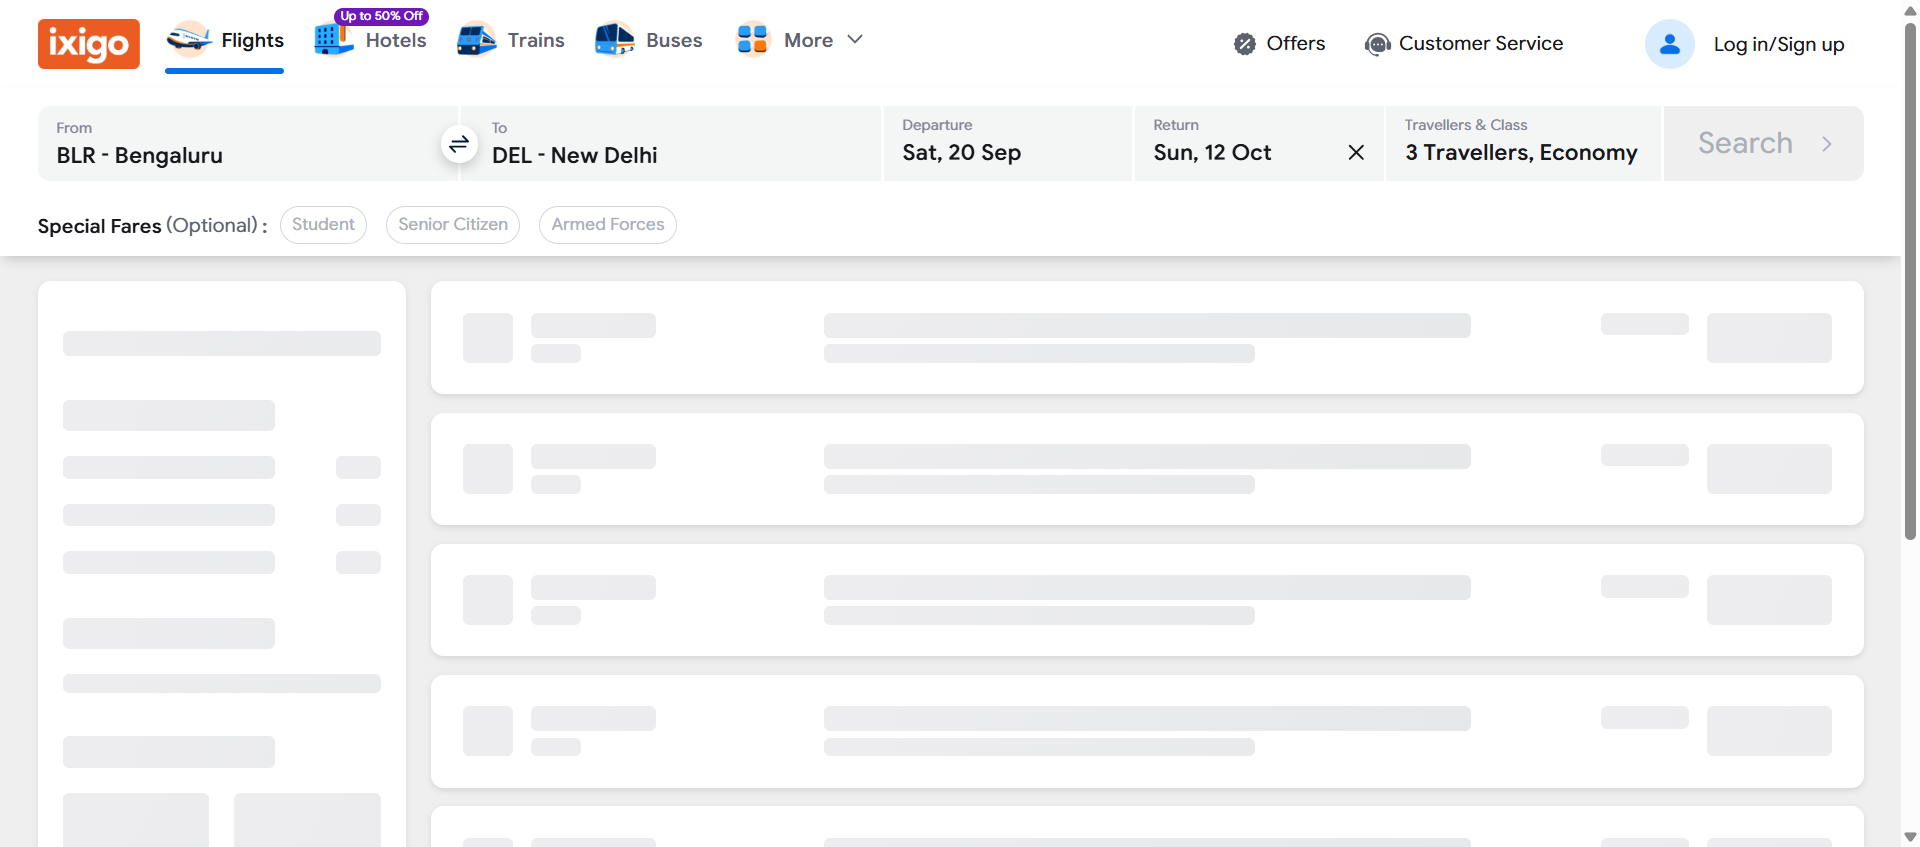 ixigo
Flights
Up to 50% Off
Hotels
Trains
Buses
More
Offers
Customer Service
Log in/Sign up
From
BLR - Bengaluru
To
DEL - New Delhi
Departure
Sat, 20 Sep
Return
Sun, 12 Oct
Travellers & Class
3 Travellers, Economy
Search
Special Fares (Optional) :
Student
Senior Citizen
Armed Forces